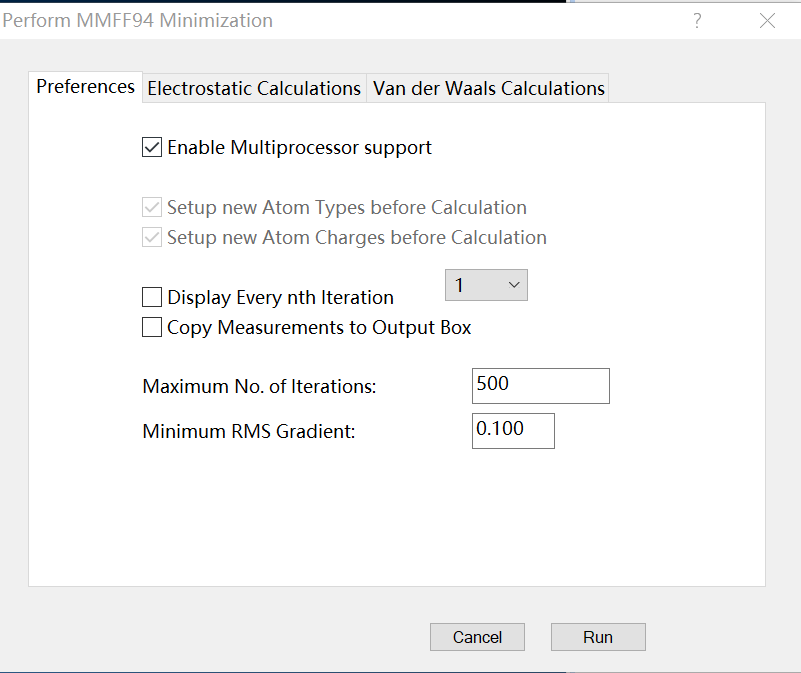 Perform MMFF94 Minimization ?
Preferences Electrostatic Calculations Van der Waals Calculations
Enable Multiprocessor support
Setup new Atom Types before Calculation
Setup new Atom Charges before Calculation
Display Every nth Iteration 1
Copy Measurements to Output Box
Maximum No. of Iterations: 500
Minimum RMS Gradient: 0.100
Cancel Run